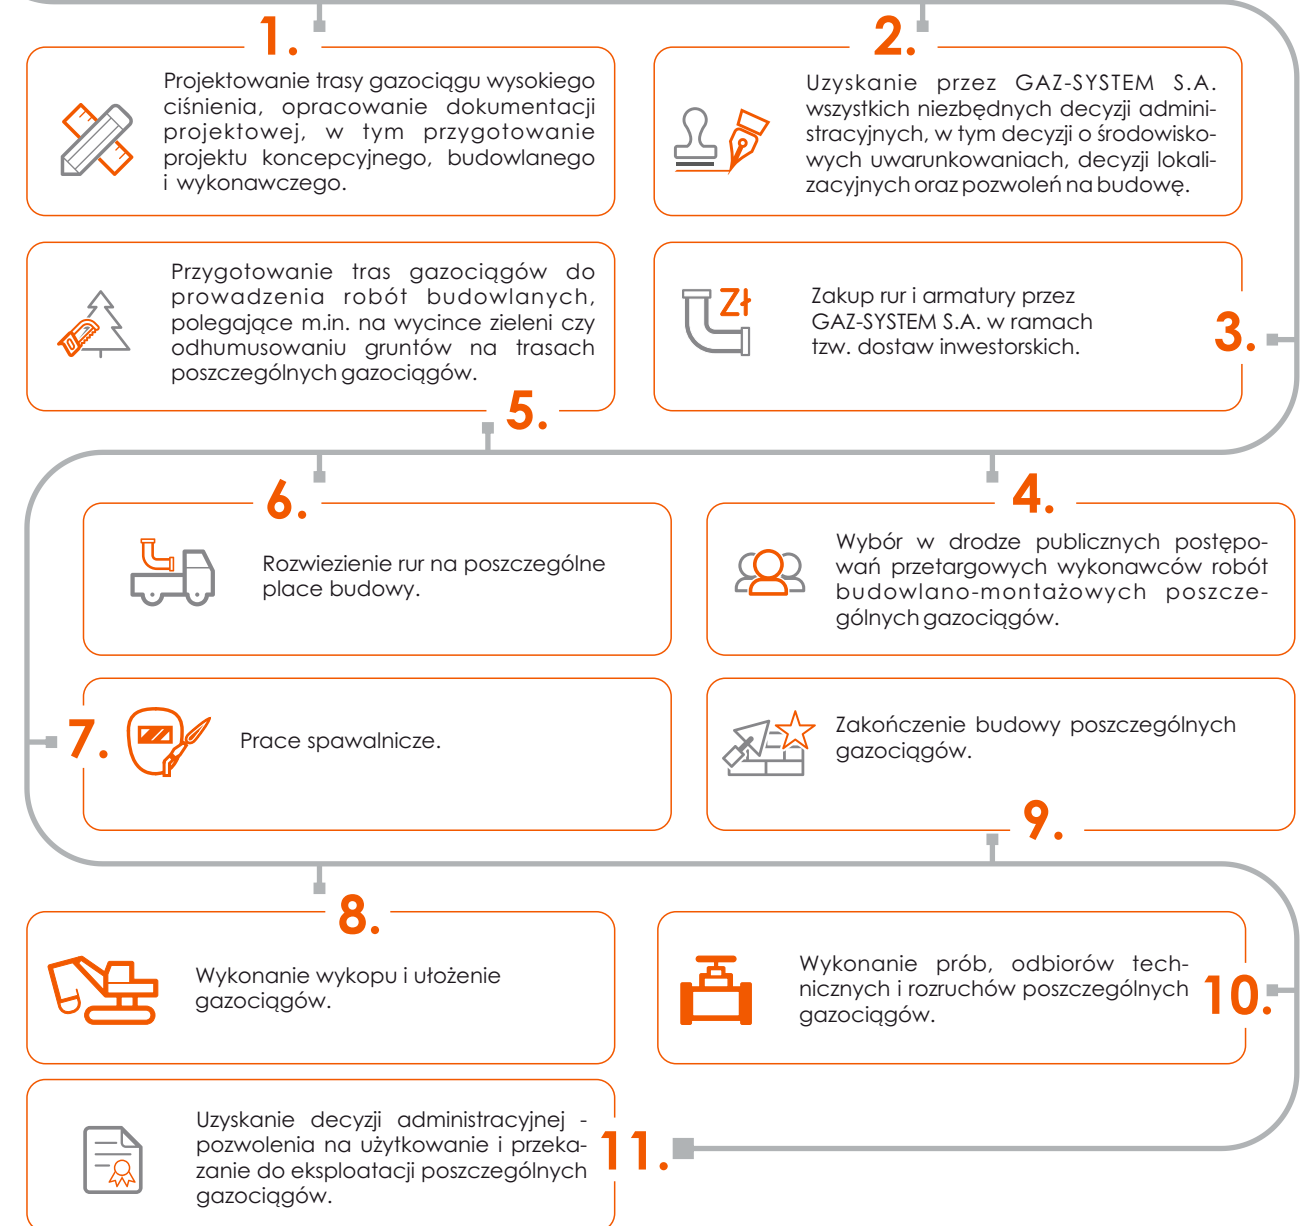 1.
Projektowanie trasy gazociągu wysokiego
ciśnienia, opracowanie dokumentacji
projektowej, w tym przygotowanie
projektu koncepcyjnego, budowlanego
i wykonawczego.
2.
Uzyskanie przez GAZ-SYSTEM S.A.
wszystkich niezbędnych decyzji admini-
stracyjnych, w tym decyzji o środowisko-
wych uwarunkowaniach, decyzji lokali-
zacyjnych oraz pozwoleń na budowę.
Zł
Zakup rur i armatury przez
GAZ-SYSTEM S.A. w ramach
tzw. dostaw inwestorskich.
3.
4.
Wybór w drodze publicznych postępo-
wań przetargowych wykonawców robót
budowlano-montażowych poszcze-
gólnych gazociągów.
Przygotowanie tras gazociągów do
prowadzenia robót budowlanych,
polegające m.in. na wycince zieleni czy
odhumusowaniu gruntów na trasach
poszczególnych gazociągów.
5.
6.
Rozwiezienie rur na poszczególne
place budowy.
7.
Prace spawalnicze.
8.
Wykonanie wykopu i ułożenie
gazociągów.
Zakończenie budowy poszczególnych
gazociągów.
9.
Wykonanie prób, odbiorów tech-
nicznych i rozruchów poszczególnych
gazociągów.
10.
Uzyskanie decyzji administracyjnej -
pozwolenia na użytkowanie i przeka-
zanie do eksploatacji poszczególnych
gazociągów.
11.